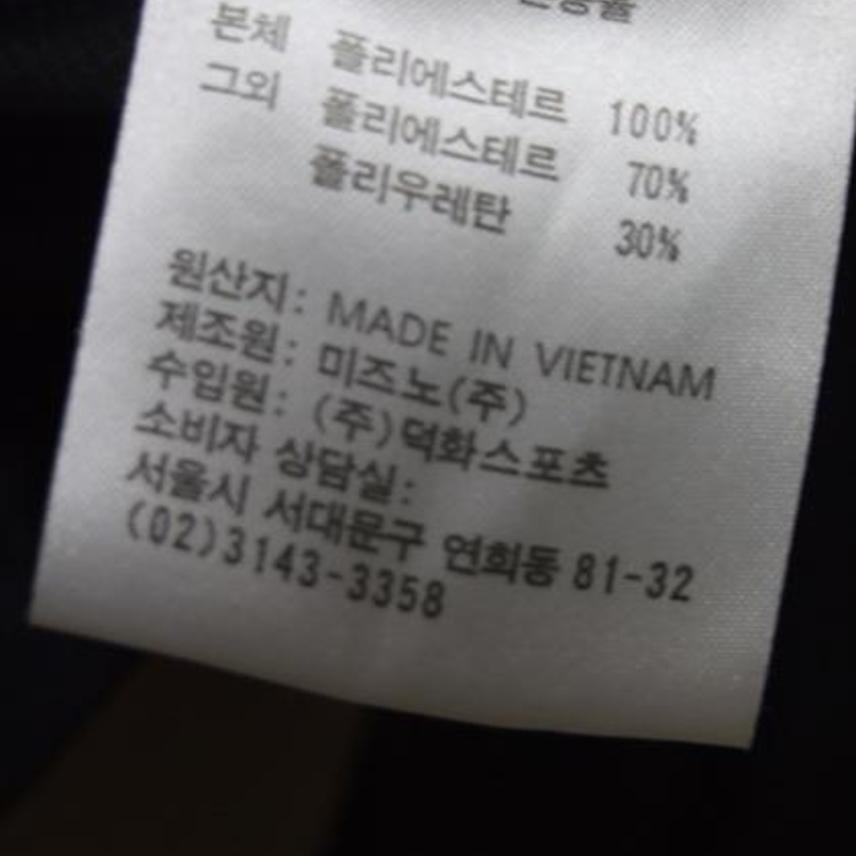 본체 폴리에스테르 100%
그외 폴리에스테르 70%
폴리우레탄 30%
원산지: MADE IN VIETNAM
제조원: 미즈노(주)
수입원: (주)덕화스포츠
소비자 상담실:
서울시 서대문구 연희동 81-32
(02)3143-3358